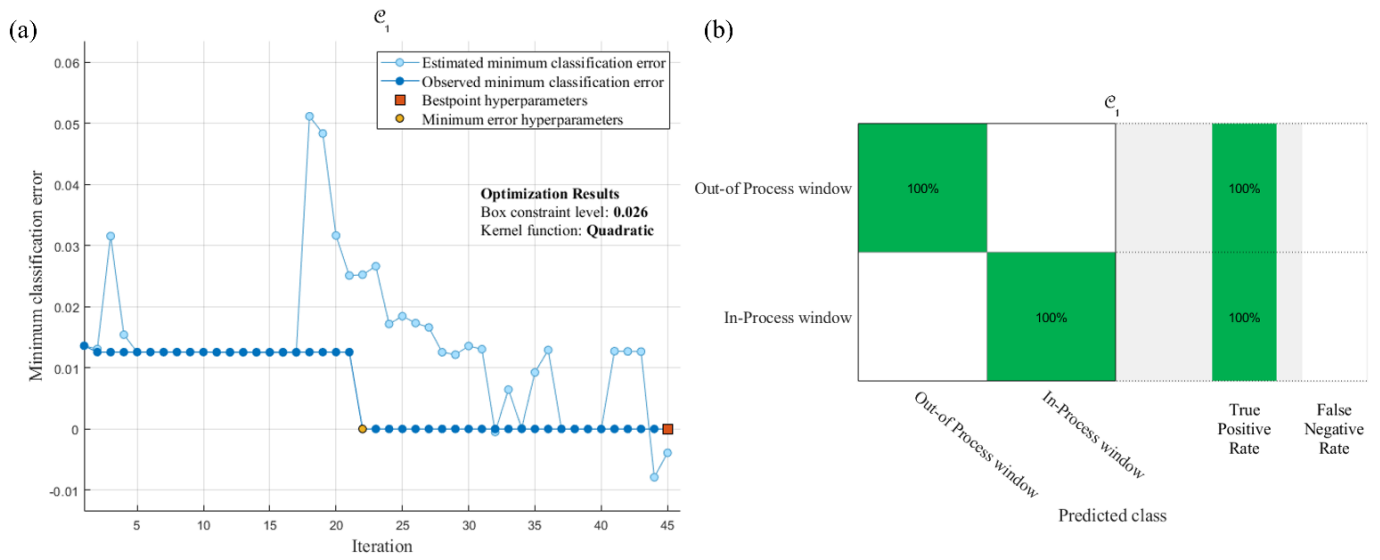 (a)
𝒞₁
Minimum classification error
0.06
0.05
0.04
0.03
0.02
0.01
0
-0.01
Estimated minimum classification error
Observed minimum classification error
Bestpoint hyperparameters
Minimum error hyperparameters
Optimization Results
Box constraint level: 0.026
Kernel function: Quadratic
5 10 15 20 25 30 35 40 45
Iteration
(b)
𝒞₁
Out-of Process window
100% 100%
In-Process window
100% 100%
Out-of Process window
In-Process window
True
Positive
Rate
False
Negative
Rate
Predicted class